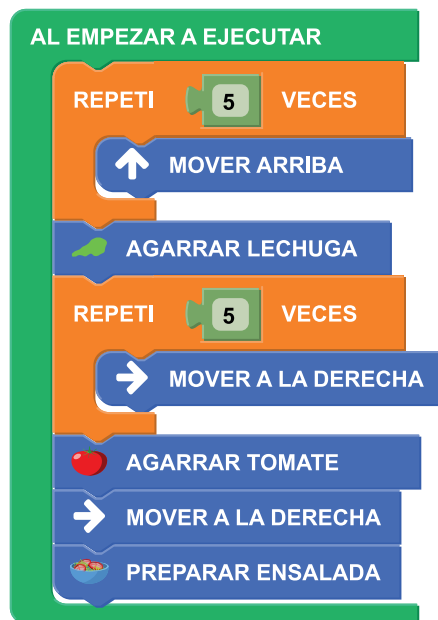 AL EMPEZAR A EJECUTAR
REPETI 5 VECES
MOVER ARRIBA
AGARRAR LECHUGA
REPETI 5 VECES
MOVER A LA DERECHA
AGARRAR TOMATE
MOVER A LA DERECHA
PREPARAR ENSALADA